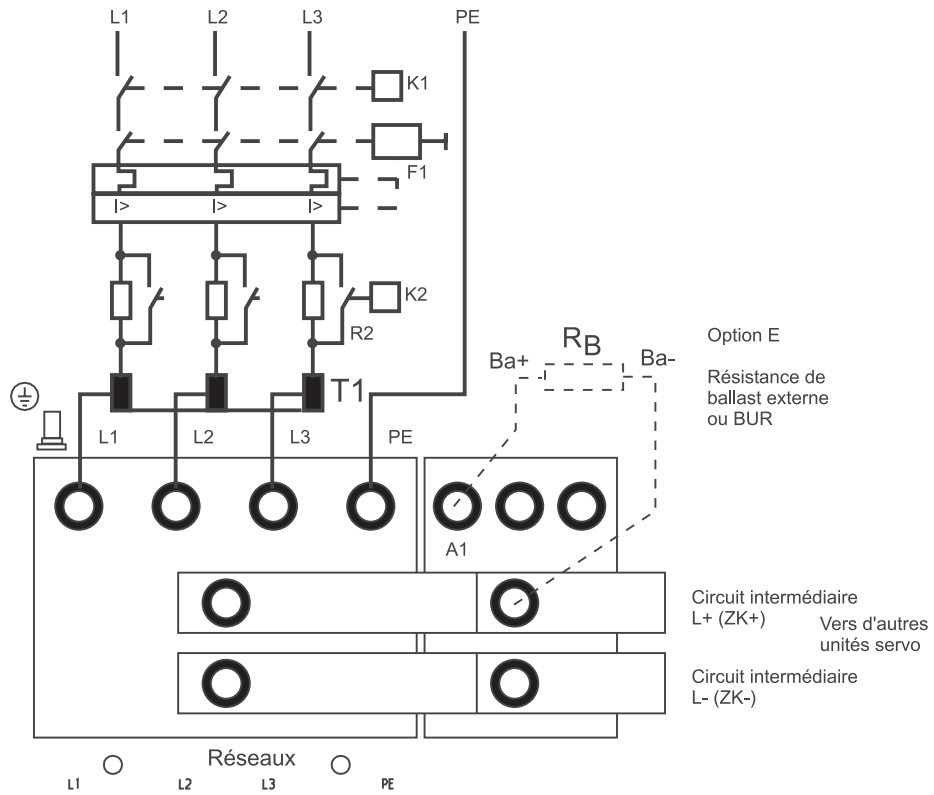 L1 L2 L3 PE
K1
F1
I> I> I>
K2
R2
T1
RB
Ba+ Ba-
Option E
Résistance de
ballast externe
ou BUR
L1 L2 L3 PE
A1
Circuit intermédiaire
L+ (ZK+)
Vers d'autres
unités servo
Circuit intermédiaire
L- (ZK-)
Réseaux
L1 L2 L3 PE